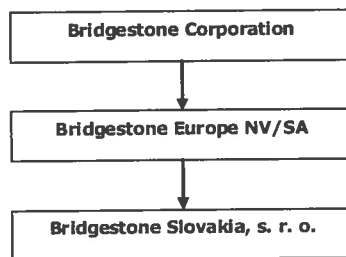 Bridgestone Corporation
Bridgestone Europe NV/SA
Bridgestone Slovakia, s. r. o.